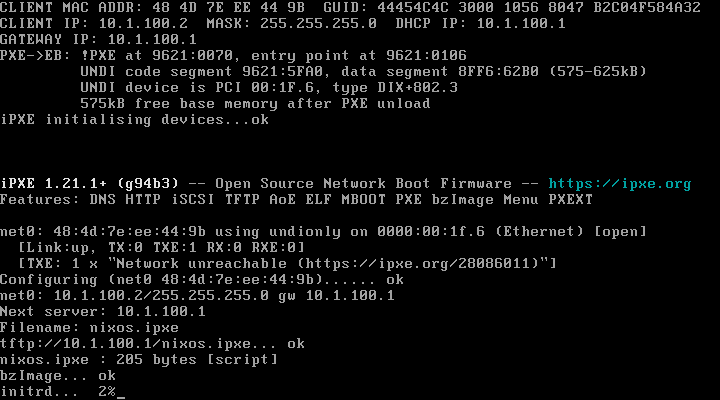 CLIENT MAC ADDR: 48 4D 7E EE 44 9B  GUID: 44454C4C 3000 1056 8047 B2C04F584A32
CLIENT IP: 10.1.100.2  MASK: 255.255.255.0  DHCP IP: 10.1.100.1
GATEWAY IP: 10.1.100.1
PXE->EB: !PXE at 9621:0070, entry point at 9621:0106
UNDI code segment 9621:5FA0, data segment 8FF6:62B0 (575-625kB)
UNDI device is PCI 00:1F.6, type DIX+802.3
575kB free base memory after PXE unload
iPXE initialising devices...ok
iPXE 1.21.1+ (g94b3) -- Open Source Network Boot Firmware -- https://ipxe.org
Features: DNS HTTP iSCSI TFTP AoE ELF MBOOT PXE bzImage Menu PXEXT
net0: 48:4d:7e:ee:44:9b using undionly on 0000:00:1f.6 (Ethernet) [open]
[Link:up, TX:0 TXE:1 RX:0 RXE:0]
[TXE: 1 x "Network unreachable (https://ipxe.org/28086011)"]
Configuring (net0 48:4d:7e:ee:44:9b)...... ok
net0: 10.1.100.2/255.255.255.0 gw 10.1.100.1
Next server: 10.1.100.1
Filename: nixos.ipxe
tftp://10.1.100.1/nixos.ipxe... ok
nixos.ipxe : 205 bytes [script]
bzImage... ok
initrd...  2%_